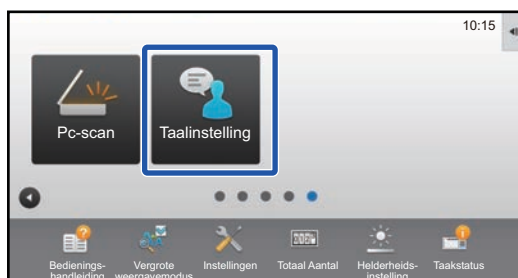 10:15
Pc-scan
Taalinstelling
Bedienings-
handleiding
Vergrote
weergavemodus
Instellingen
Totaal Aantal
Helderheids-
instelling
Taakstatus